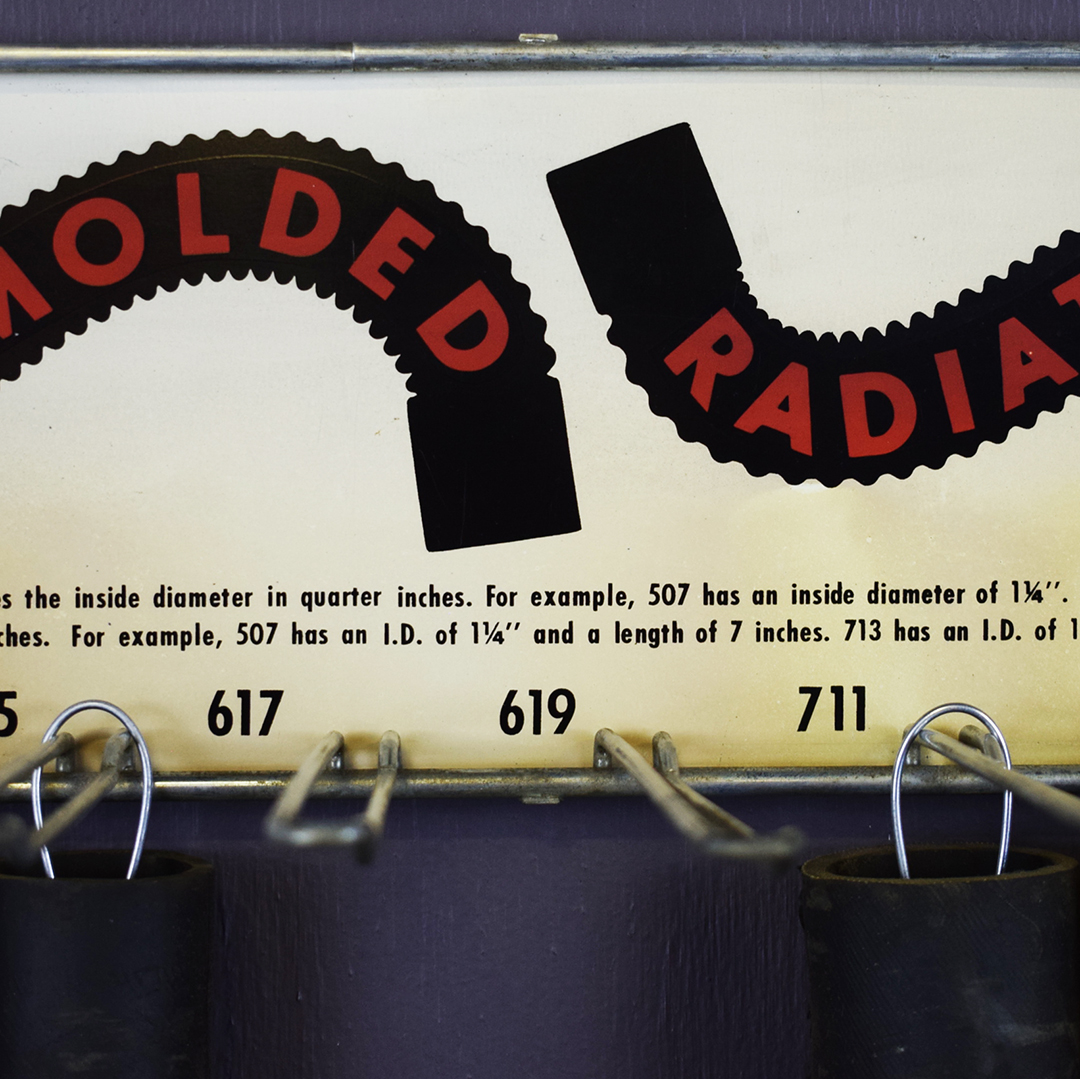 MOLDED RADIAT
es the inside diameter in quarter inches. For example, 507 has an inside diameter of 1¼″.
ches. For example, 507 has an I.D. of 1¼″ and a length of 7 inches. 713 has an I.D. of 1
5 617 619 711